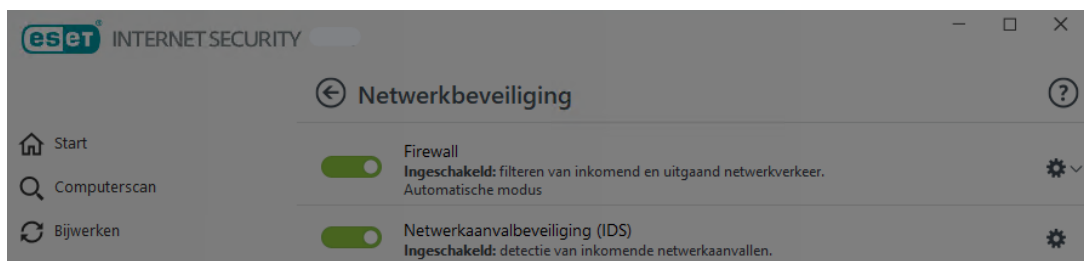 eset INTERNET SECURITY
Netwerkbeveiliging
Start
Computerscan
Bijwerken
Firewall
Ingeschakeld: filteren van inkomend en uitgaand netwerkverkeer.
Automatische modus
Netwerkaanvalbeveiliging (IDS)
Ingeschakeld: detectie van inkomende netwerkaanvallen.